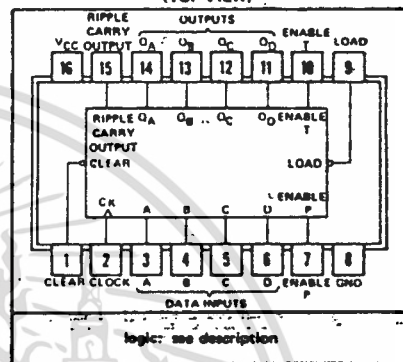 RIPPLE OUTPUTS
CARRY ENABLE
VCC OUTPUT QA QB QC QD T LOAD
16 15 14 13 12 11 10 9
RIPPLE QA QB QC QD ENABLE
CARRY T
OUTPUT
CLEAR LOAD
CK ENABLE
A B C D P
1 2 3 4 5 6 7 8
CLEAR CLOCK A B C D ENABLE GND
P
DATA INPUTS
logic: see description